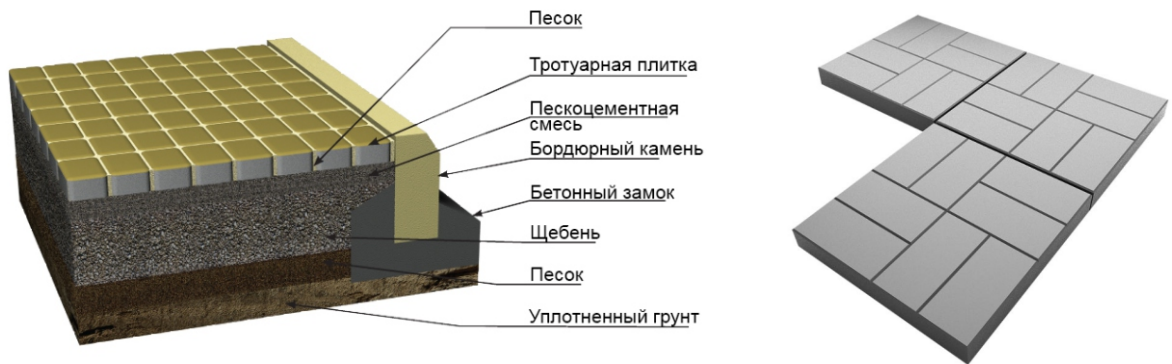 Песок
Тротуарная плитка
Пескоцементная
смесь
Бордюрный камень
Бетонный замок
Щебень
Песок
Уплотненный грунт